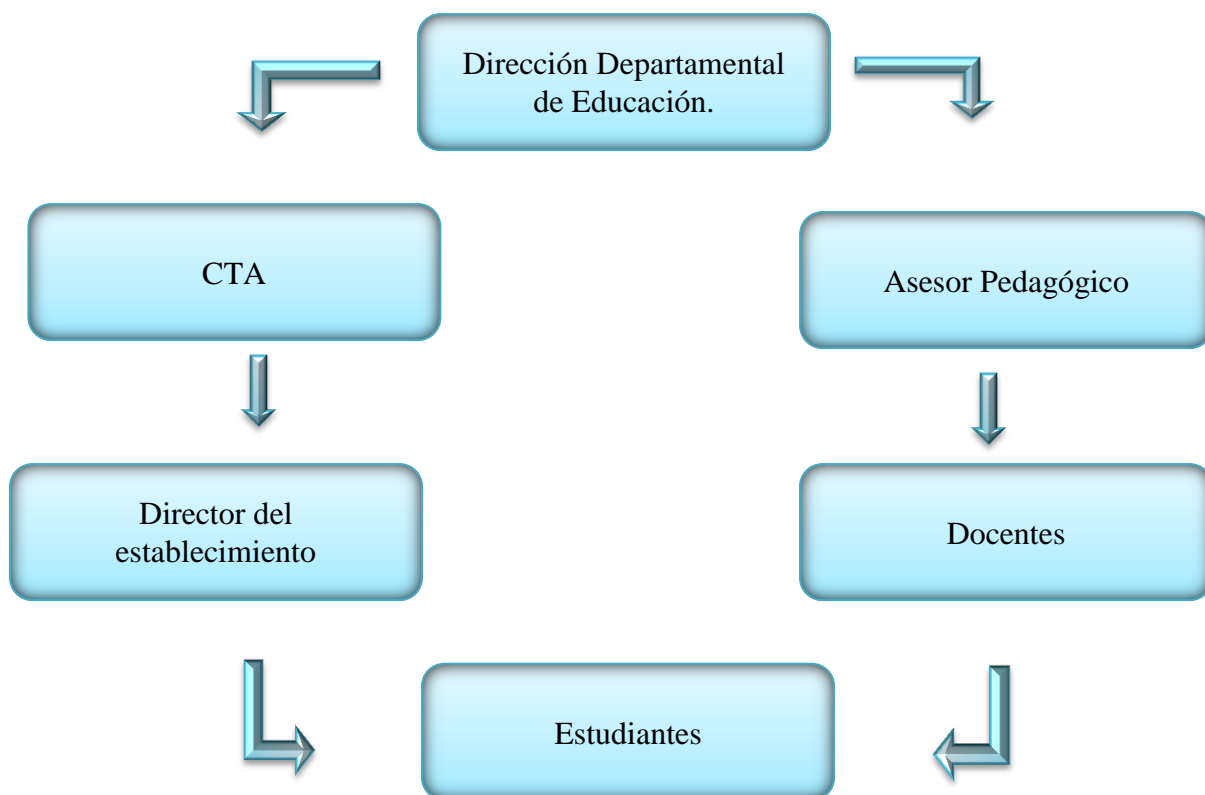 Dirección Departamental
de Educación.
CTA
Asesor Pedagógico
Director del
establecimiento
Docentes
Estudiantes